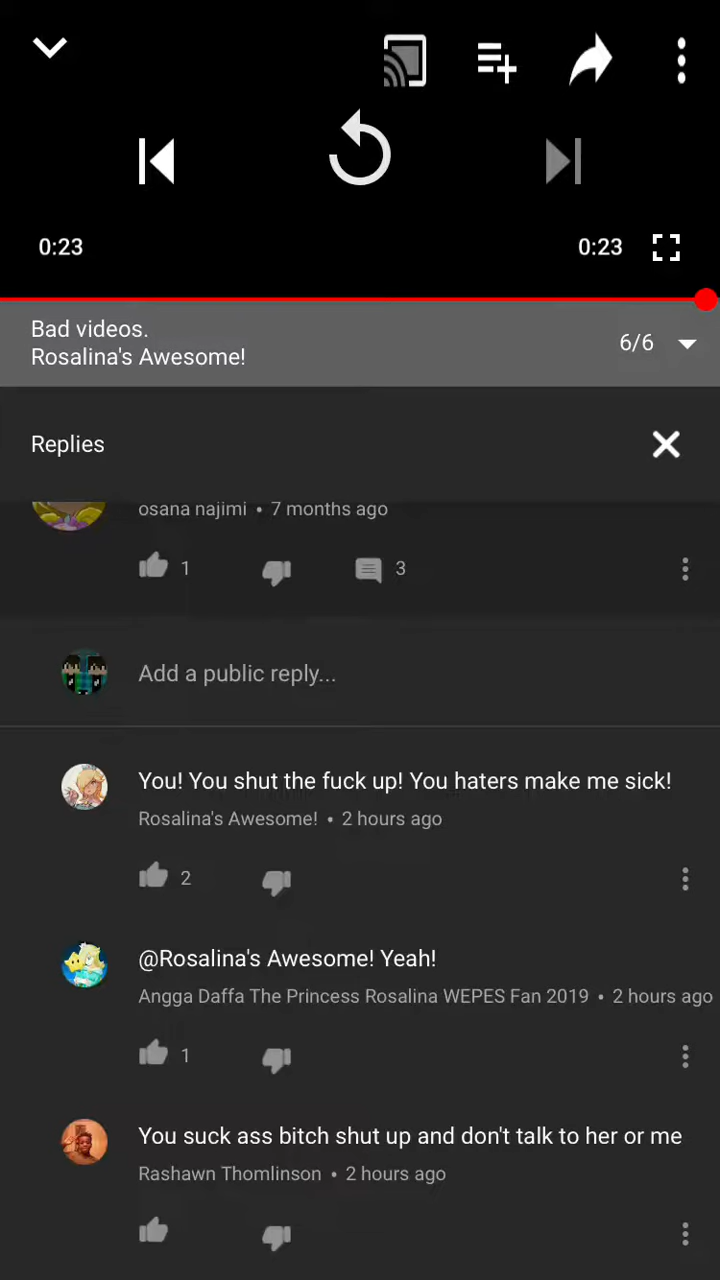 0:23
0:23
Bad videos.
Rosalina's Awesome!
6/6
Replies
osana najimi • 7 months ago
1
3
Add a public reply...
You! You shut the fuck up! You haters make me sick!
Rosalina's Awesome! • 2 hours ago
2
@Rosalina's Awesome! Yeah!
Angga Daffa The Princess Rosalina WEPES Fan 2019 • 2 hours ago
1
You suck ass bitch shut up and don't talk to her or me
Rashawn Thomlinson • 2 hours ago